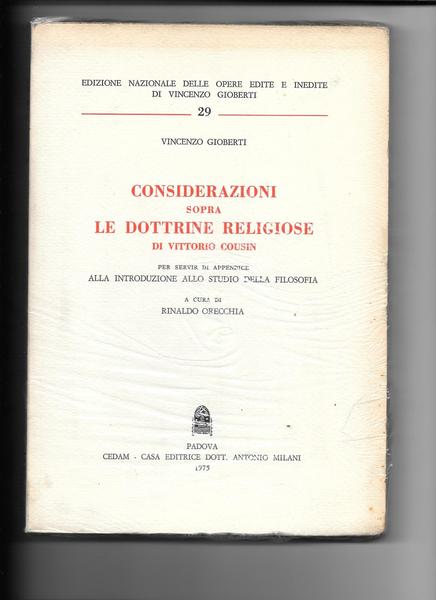 EDIZIONE NAZIONALE DELLE OPERE EDITE E INEDITE
DI VINCENZO GIOBERTI
29
VINCENZO GIOBERTI
CONSIDERAZIONI
SOPRA
LE DOTTRINE RELIGIOSE
DI VITTORIO COUSIN
PER SERVIR DI APPENDICE
ALLA INTRODUZIONE ALLO STUDIO DELLA FILOSOFIA
A CURA DI
RINALDO ORECCHIA
PADOVA
CEDAM - CASA EDITRICE DOTT. ANTONIO MILANI
1975